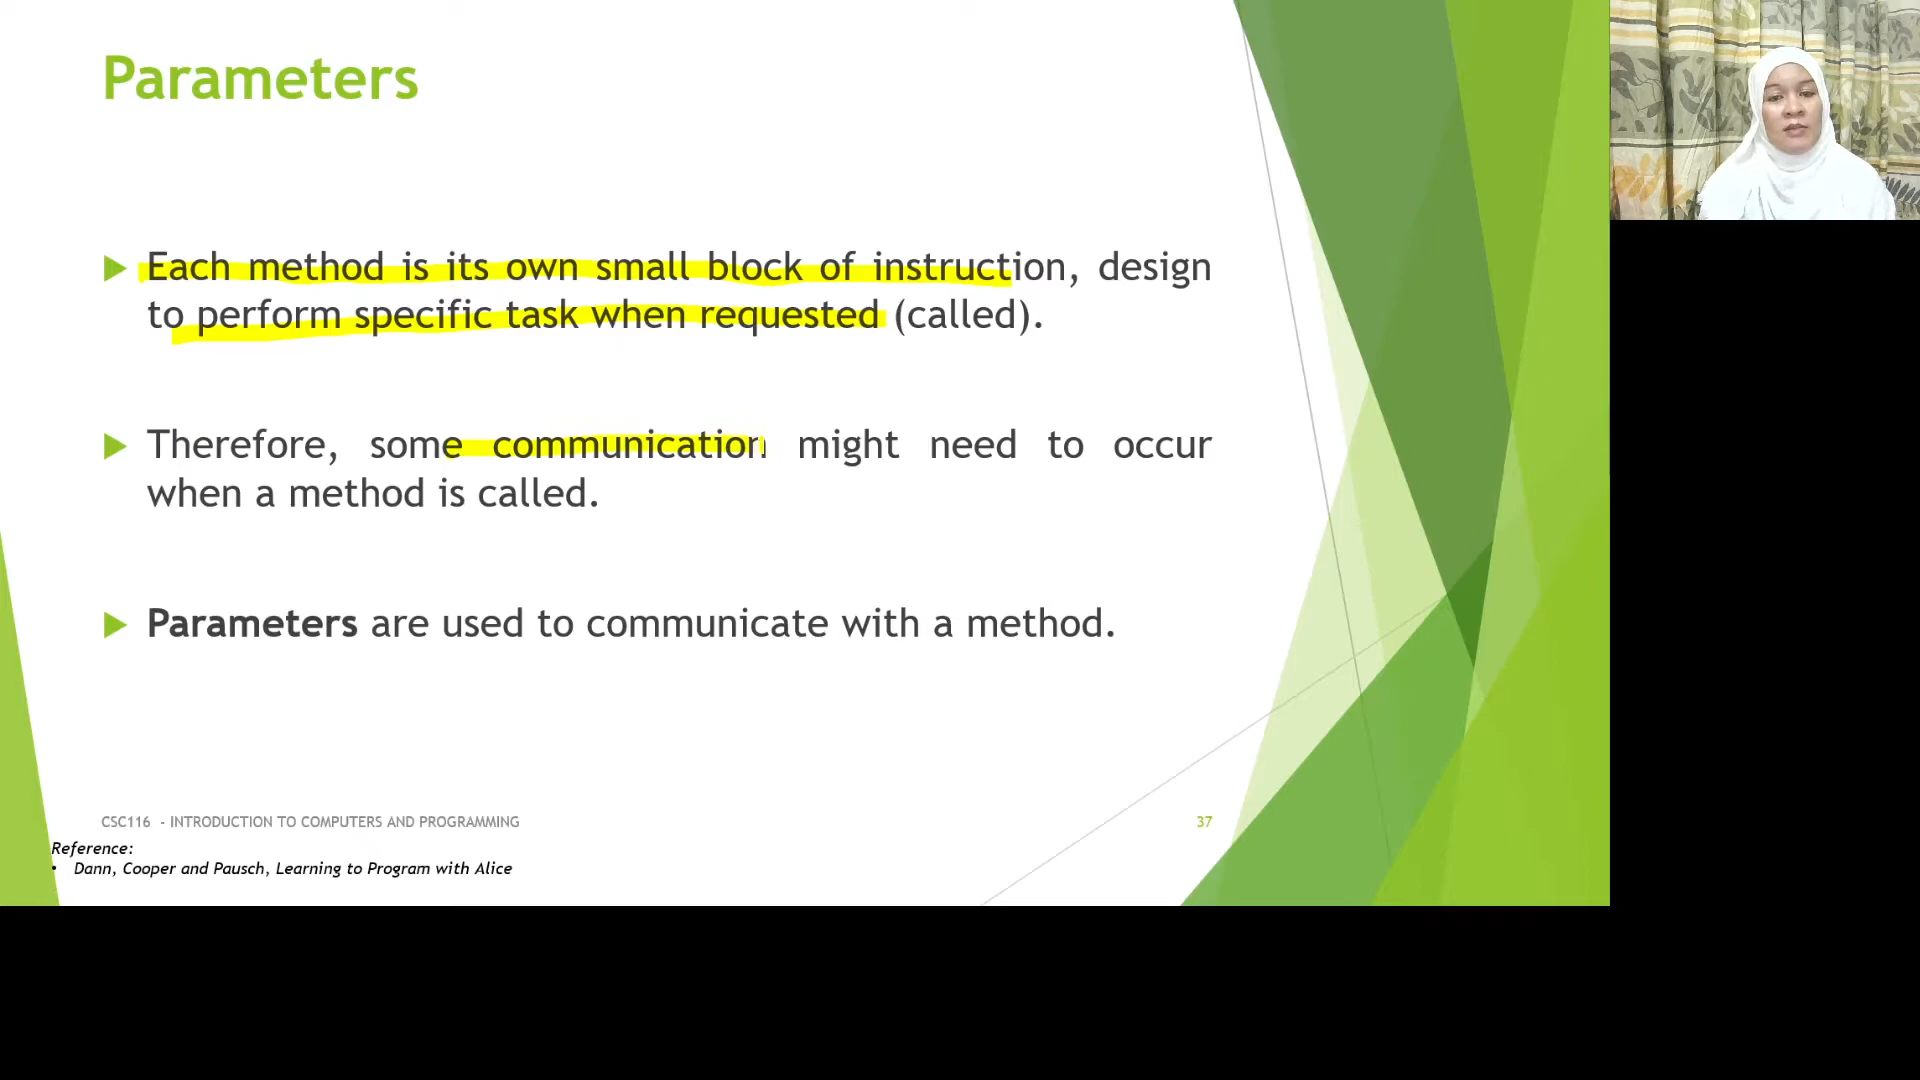 Parameters
Each method is its own small block of instruction, design
to perform specific task when requested (called).
Therefore, some communication might need to occur
when a method is called.
Parameters are used to communicate with a method.
CSC116 - INTRODUCTION TO COMPUTERS AND PROGRAMMING
37
Reference:
• Dann, Cooper and Pausch, Learning to Program with Alice